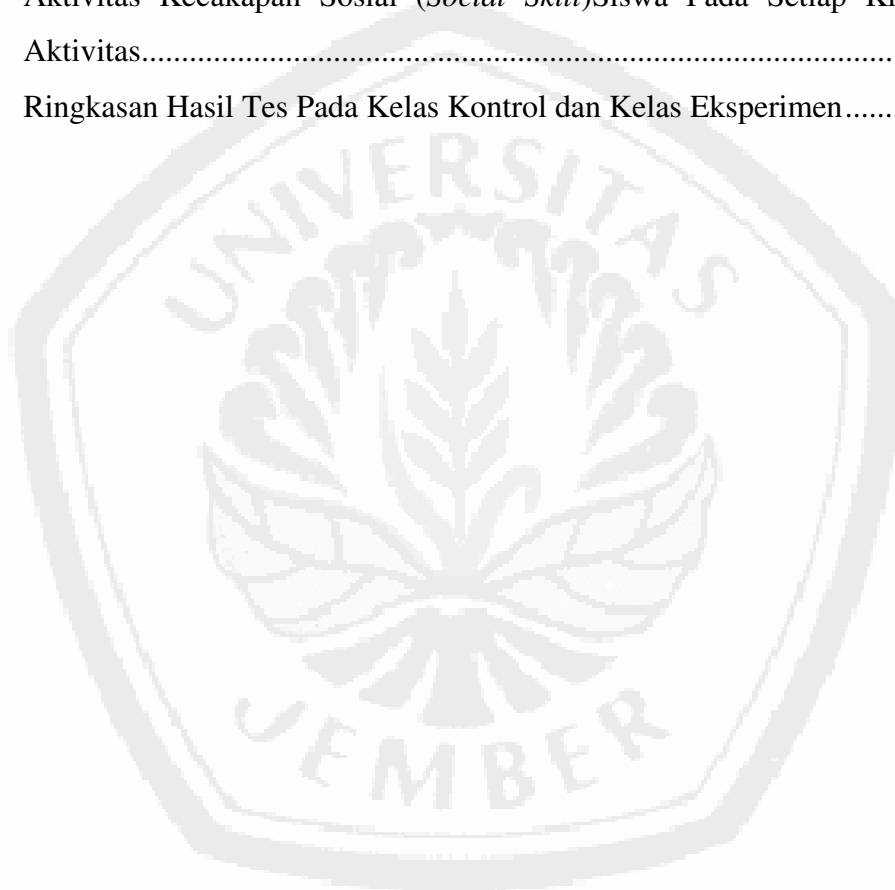 Aktivitas Kecakapan Sosial (Social Skill)Siswa Pada Setiap
Aktivitas..........................................................................................
Ringkasan Hasil Tes Pada Kelas Kontrol dan Kelas Eksperimen......
UNIVERSITAS
JEMBER